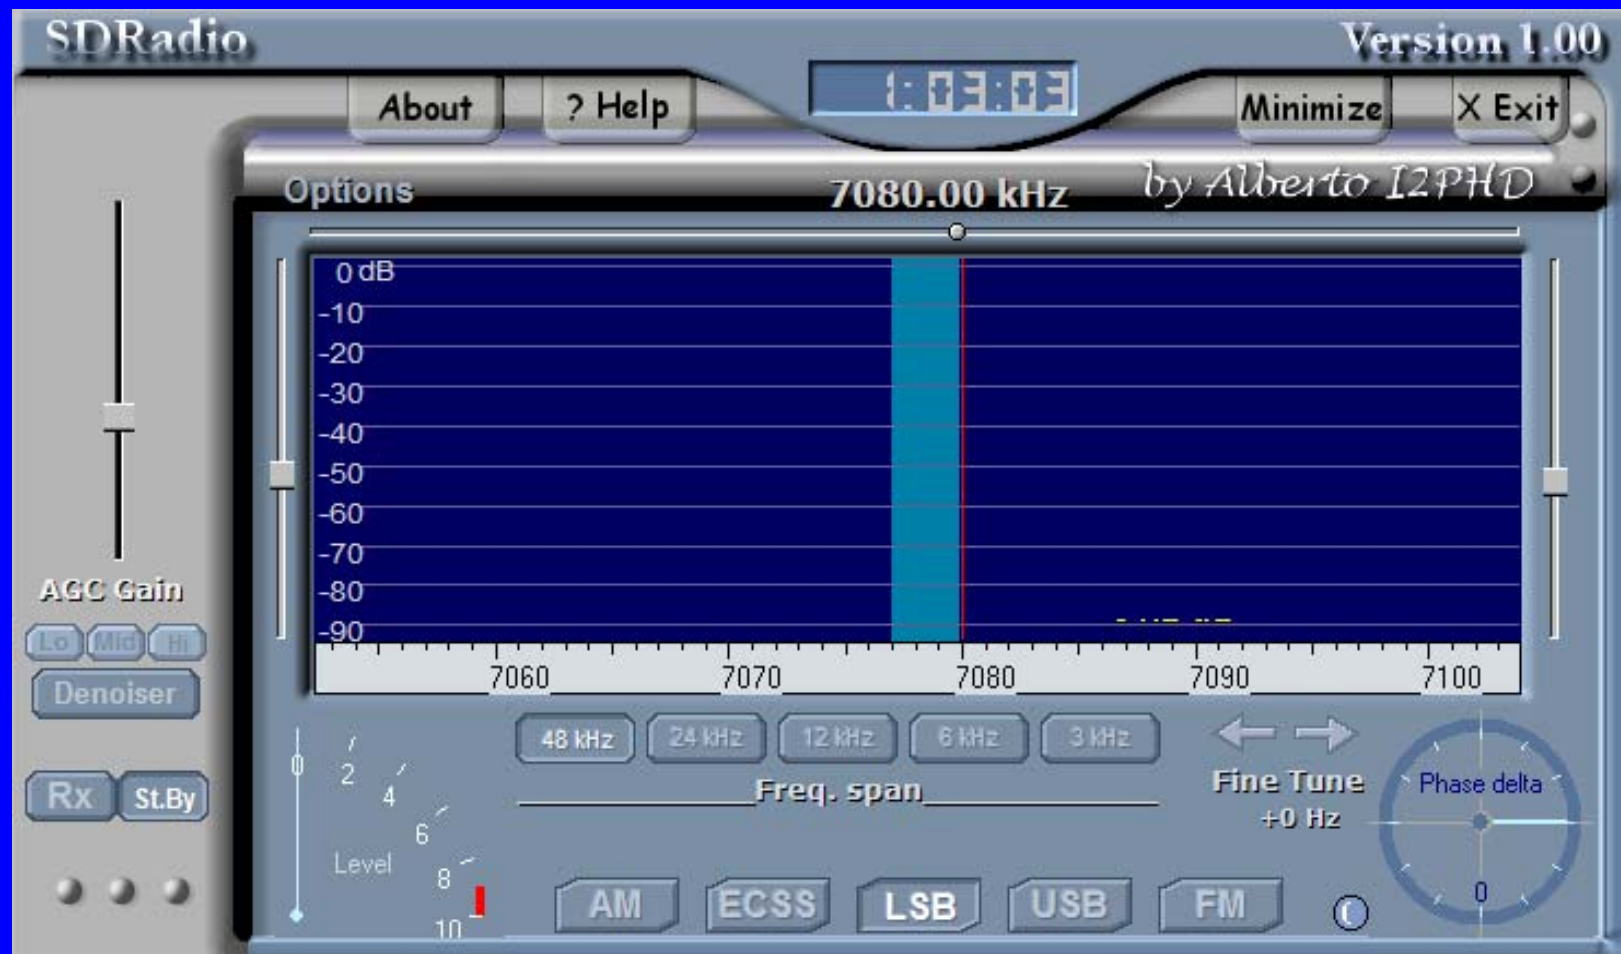 SDRadio
Version 1.00
1:03:03
About
? Help
Minimize
X Exit
Options
7080.00 kHz
by Alberto I2PHD
0 dB
-10
-20
-30
-40
-50
-60
-70
-80
-90
7060 7070 7080 7090 7100
AGC Gain
Lo Mid Hi
Denoiser
Rx St.By
0
2
4
6
8
10
Level
48 kHz 24 kHz 12 kHz 6 kHz 3 kHz
Freq. span
Fine Tune
+0 Hz
Phase delta
0
AM ECSS LSB USB FM
C